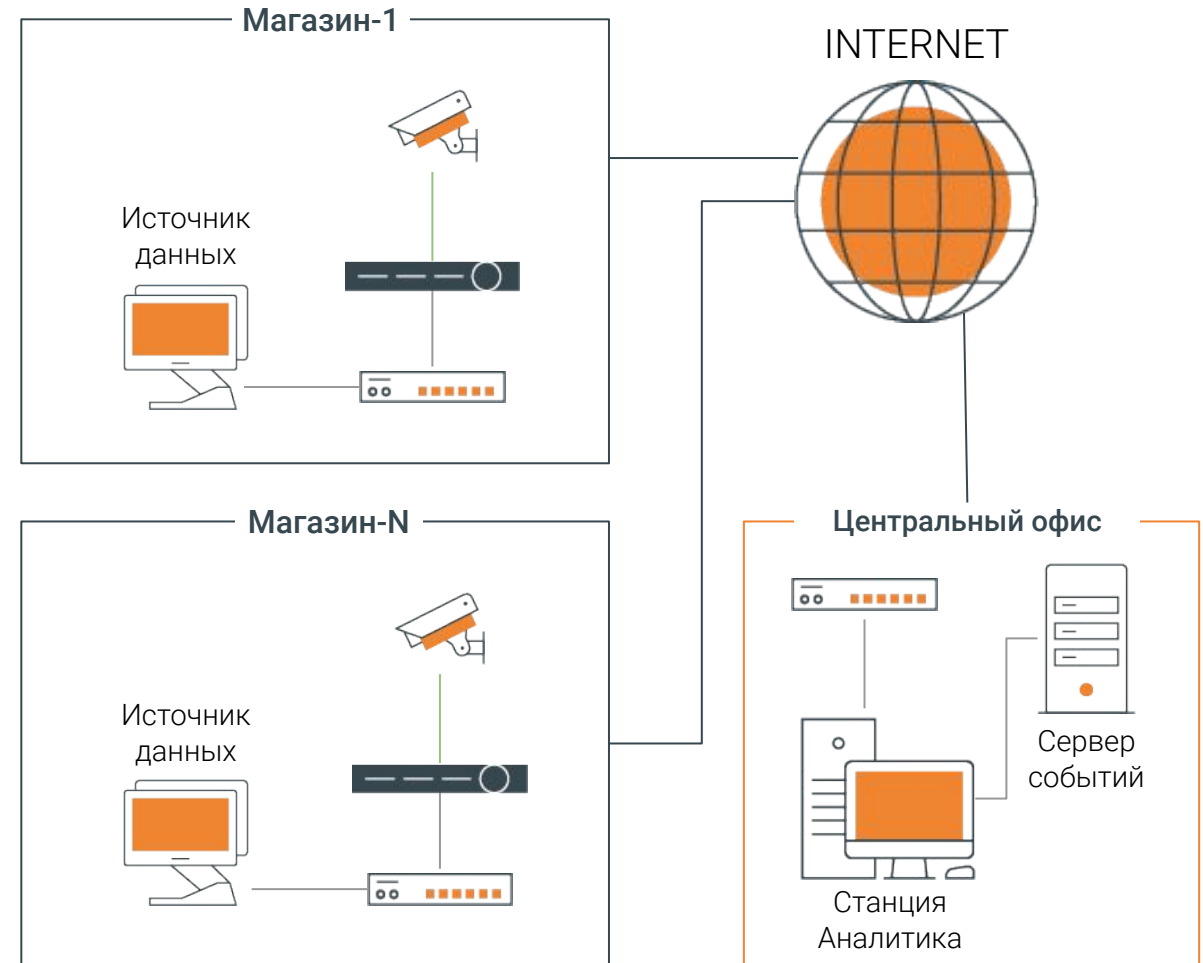 Магазин-1
INTERNET
Источник
данных
Магазин-N
Центральный офис
Источник
данных
Сервер
событий
Станция
Аналитика